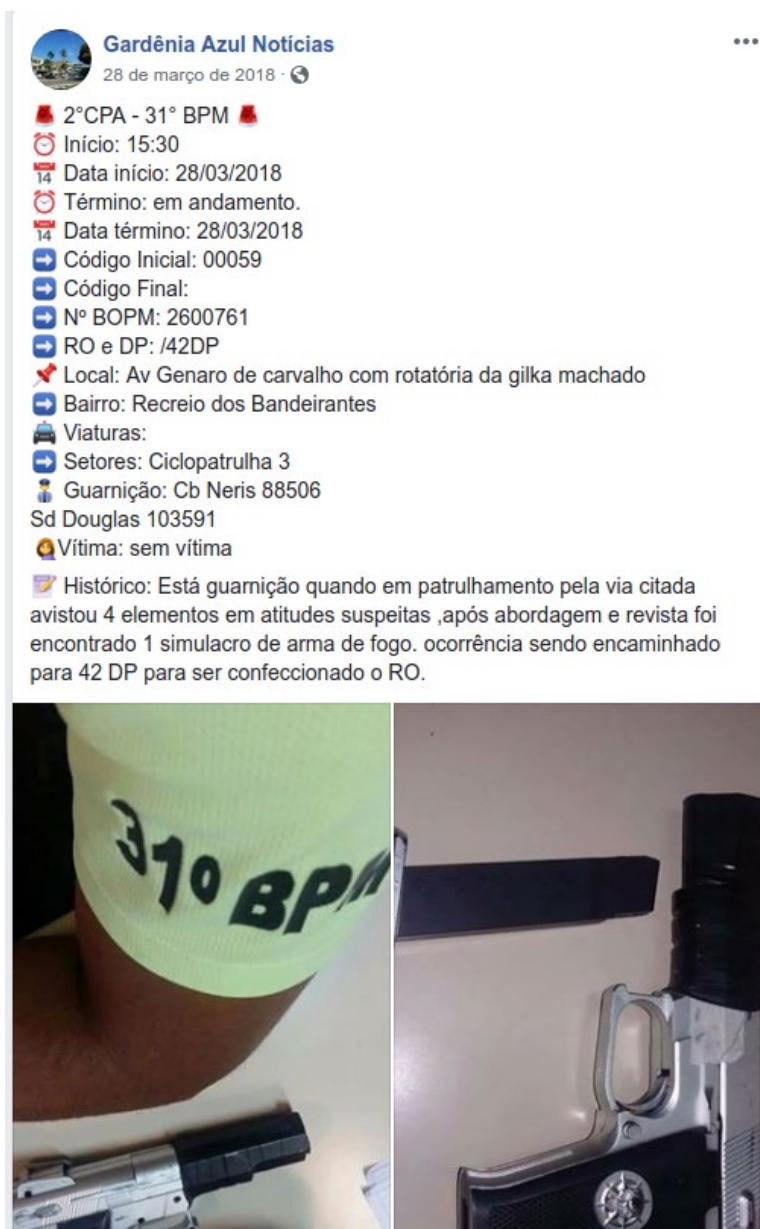 Gardênia Azul Notícias
28 de março de 2018 ·
2°CPA - 31° BPM
Início: 15:30
14 Data início: 28/03/2018
Término: em andamento.
14 Data término: 28/03/2018
Código Inicial: 00059
Código Final:
Nº BOPM: 2600761
RO e DP: /42DP
Local: Av Genaro de carvalho com rotatória da gilka machado
Bairro: Recreio dos Bandeirantes
Viaturas:
Setores: Ciclopatrulha 3
Guarnição: Cb Neris 88506
Sd Douglas 103591
Vítima: sem vítima
Histórico: Está guarnição quando em patrulhamento pela via citada
avistou 4 elementos em atitudes suspeitas ,após abordagem e revista foi
encontrado 1 simulacro de arma de fogo. ocorrência sendo encaminhado
para 42 DP para ser confeccionado o RO.
31º BPM